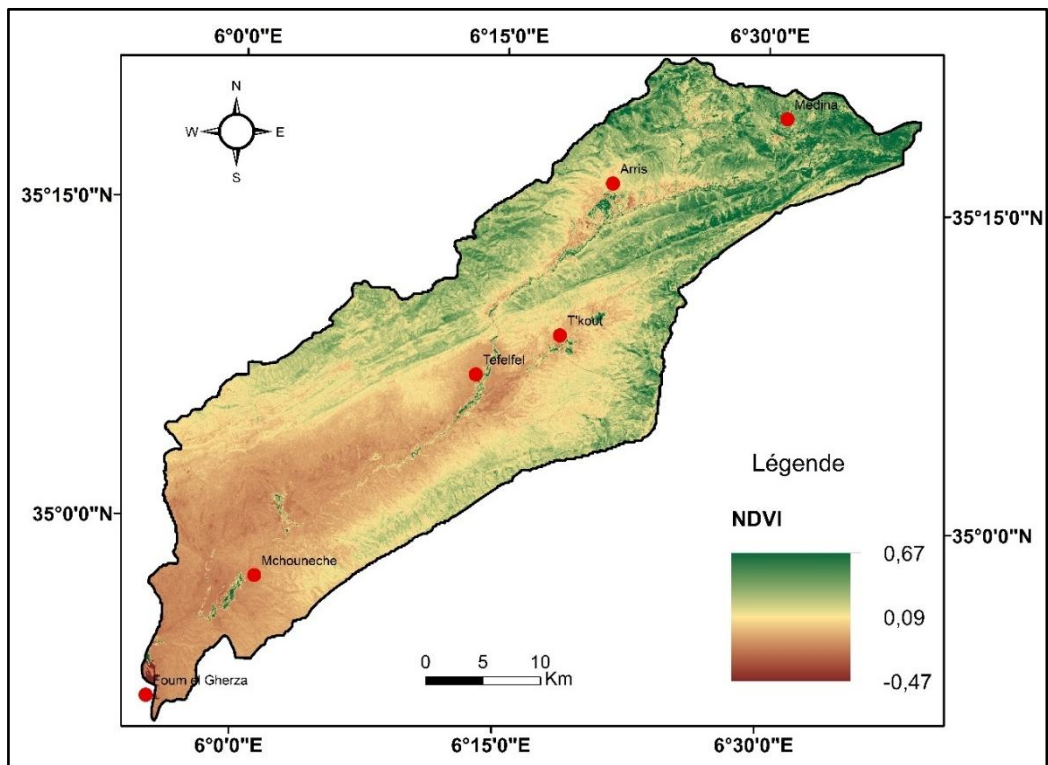 6°0'0"E 6°15'0"E 6°30'0"E
N
W E
S
Medina
Arris
35°15'0"N
35°15'0"N
T'kout
Tefelfel
Légende
NDVI
35°0'0"N
35°0'0"N
0,67
Mchouneche
0,09
0 5 10
Km
Foum el Gherza
-0,47
6°0'0"E 6°15'0"E 6°30'0"E